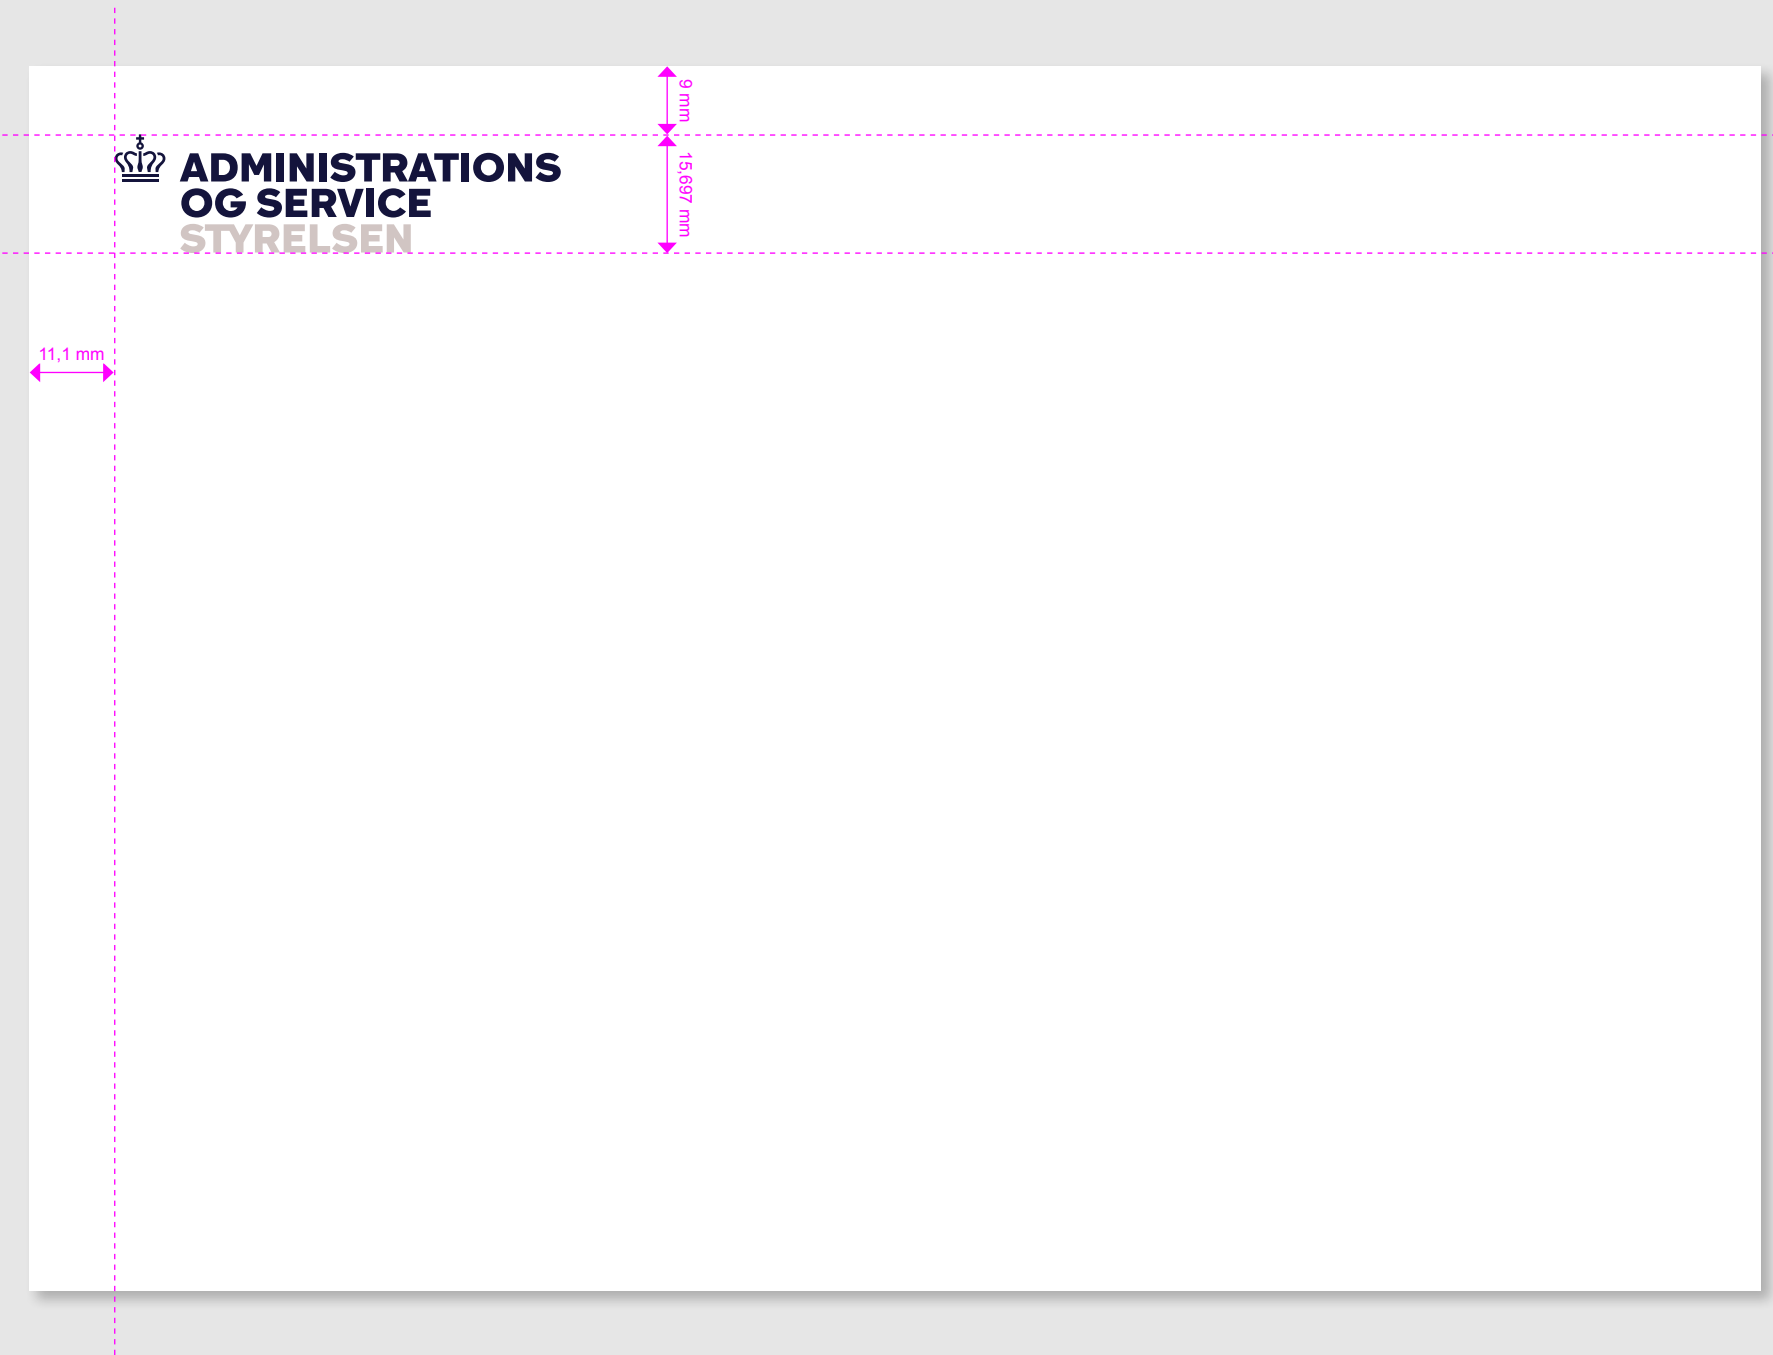 9 mm
15,697 mm
ADMINISTRATIONS
OG SERVICE
STYRELSEN
11,1 mm